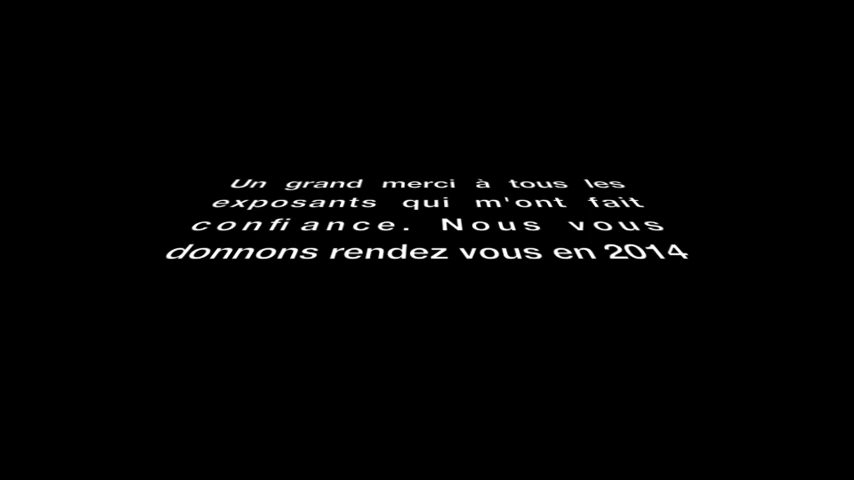 Un grand merci à tous les
exposants qui m'ont fait
confiance. Nous vous
donnons rendez vous en 2014